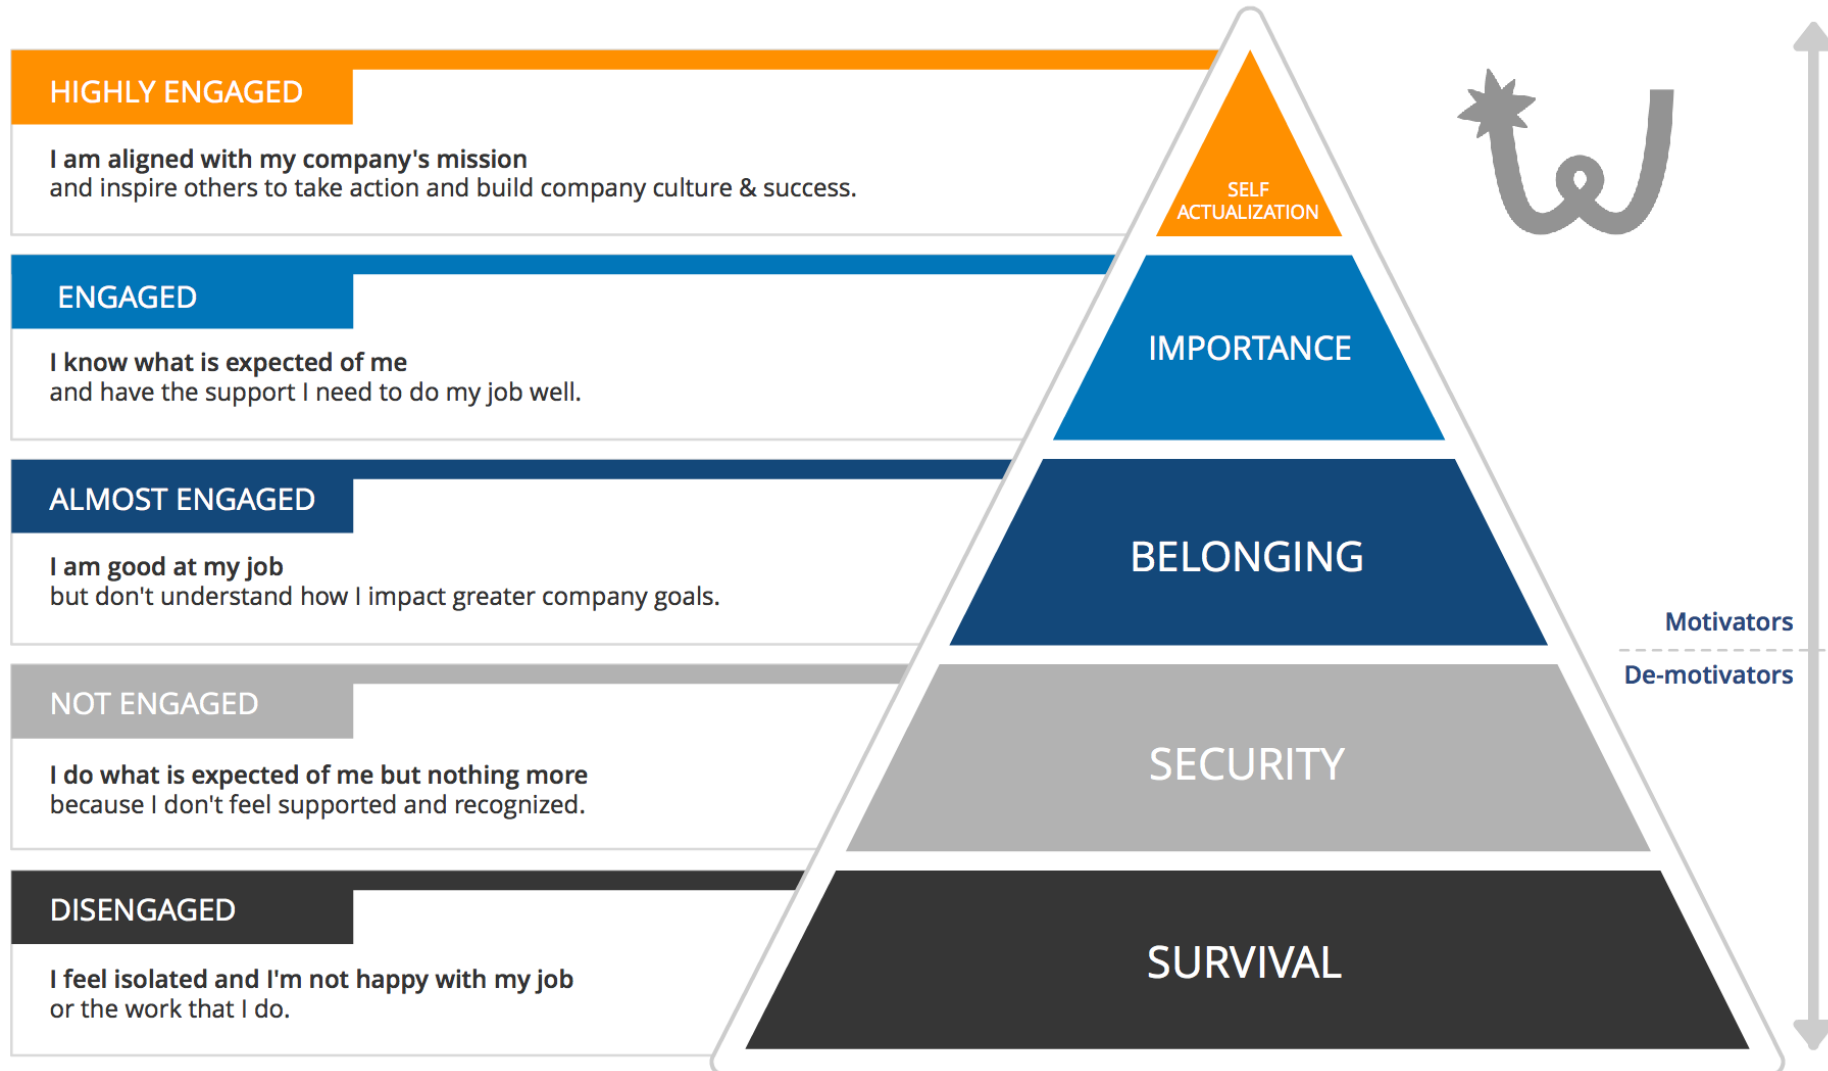 HIGHLY ENGAGED
I am aligned with my company's mission
and inspire others to take action and build company culture & success.
SELF
ACTUALIZATION
ENGAGED
I know what is expected of me
and have the support I need to do my job well.
IMPORTANCE
ALMOST ENGAGED
I am good at my job
but don't understand how I impact greater company goals.
BELONGING
Motivators
De-motivators
NOT ENGAGED
I do what is expected of me but nothing more
because I don't feel supported and recognized.
SECURITY
DISENGAGED
I feel isolated and I'm not happy with my job
or the work that I do.
SURVIVAL